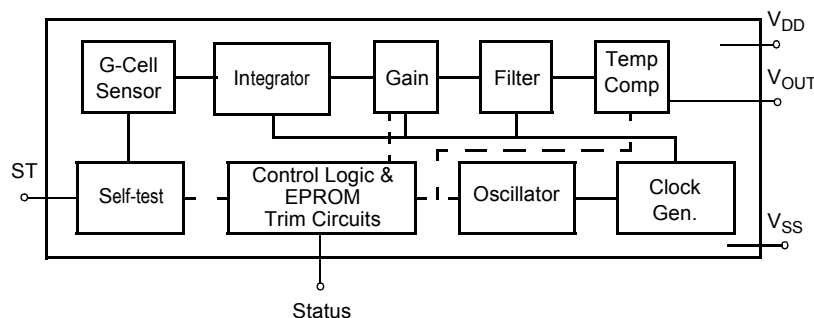 G-Cell
Sensor
Integrator
Gain
Filter
Temp
Comp
VDD
VOUT
ST
Self-test
Control Logic &
EPROM
Trim Circuits
Oscillator
Clock
Gen.
VSS
Status